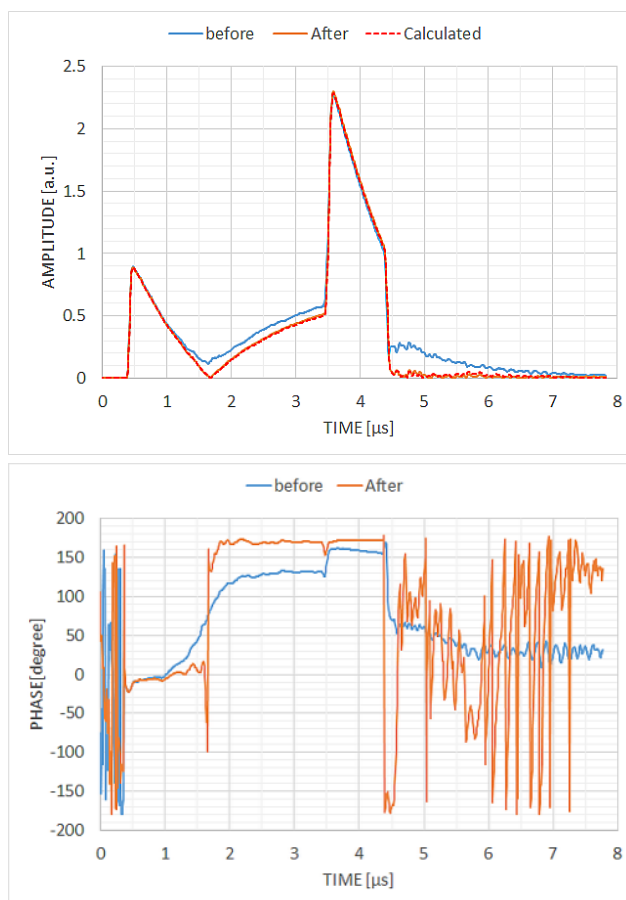 before After Calculated
2.5
2
1.5
1
0.5
0
AMPLITUDE [a.u.]
0 1 2 3 4 5 6 7 8
TIME [µs]
before After
200
150
100
50
0
-50
-100
-150
-200
PHASE[degree]
0 1 2 3 4 5 6 7 8
TIME [µs]